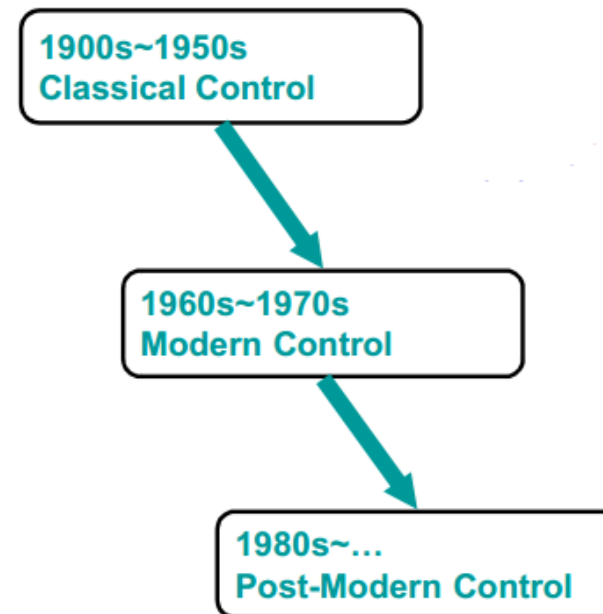 1900s~1950s
Classical Control
1960s~1970s
Modern Control
1980s~...
Post-Modern Control